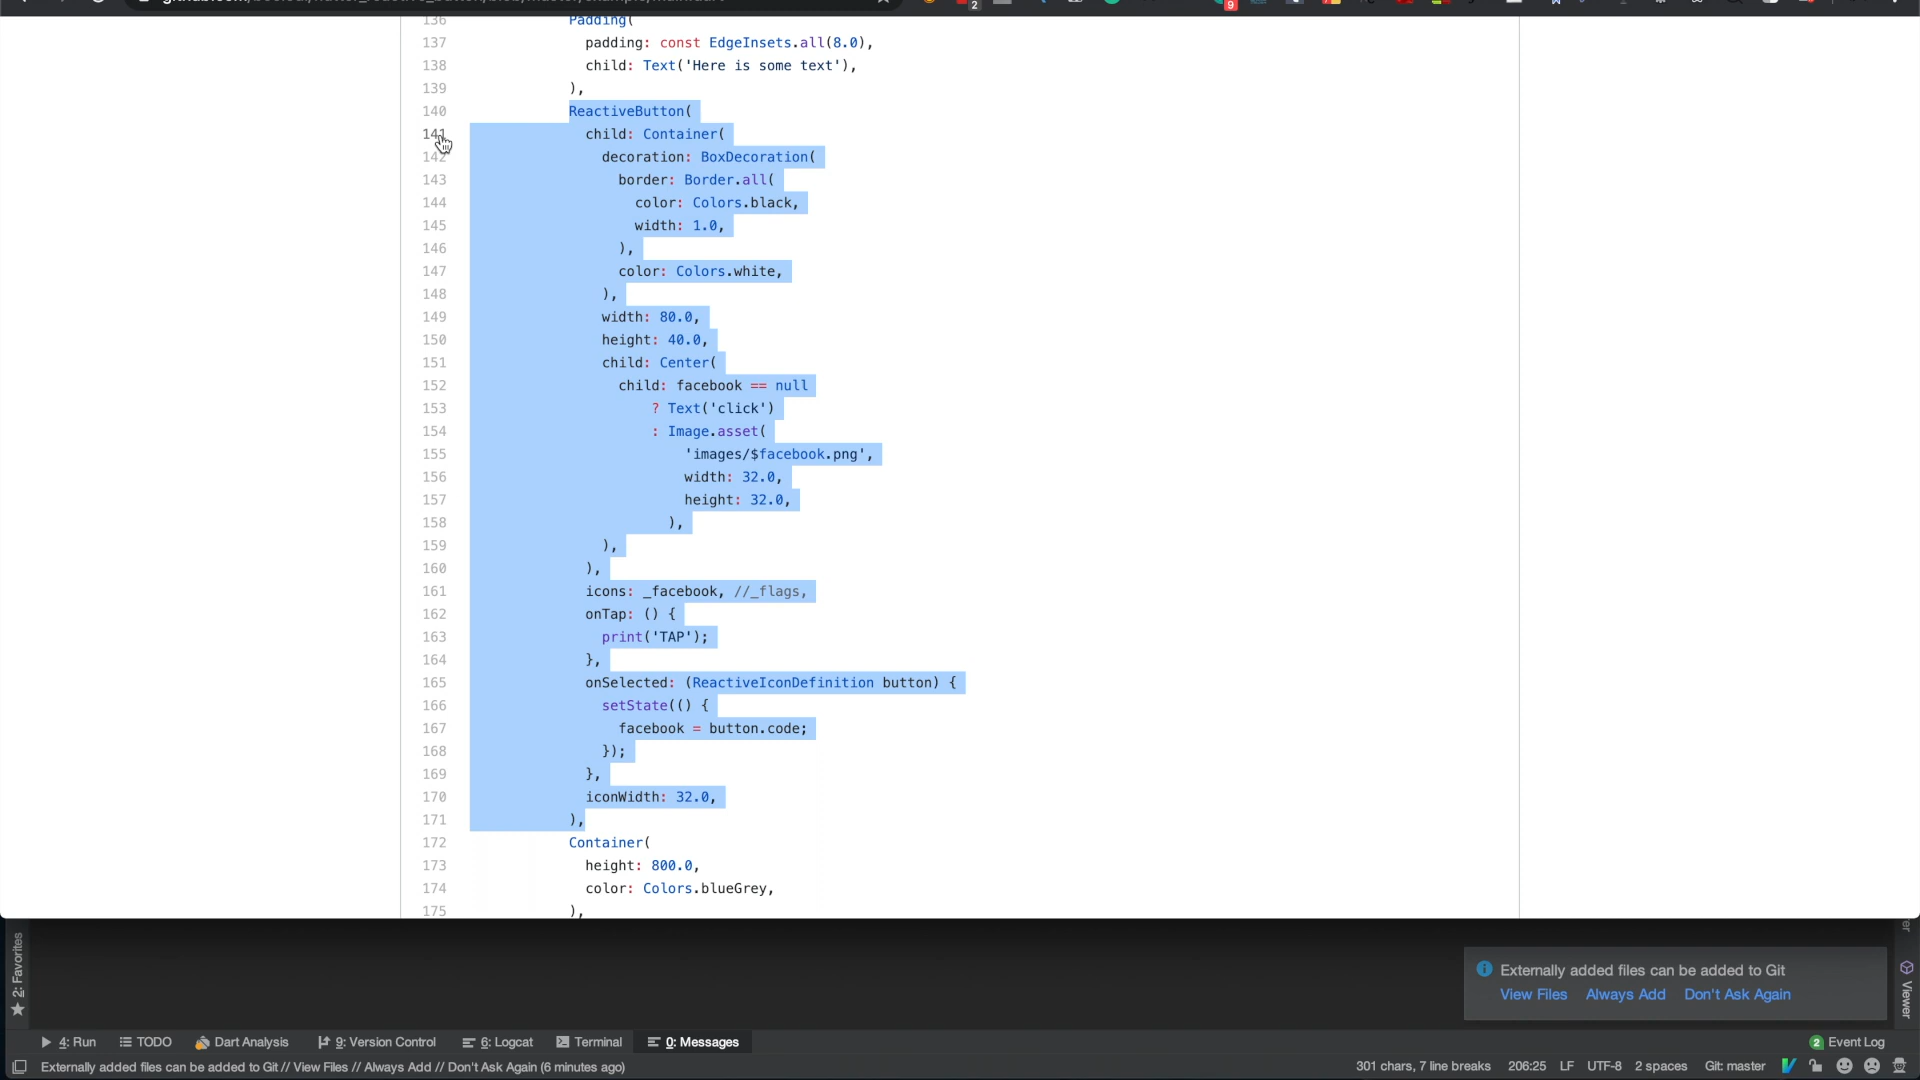 136 Padding(
137 padding: const EdgeInsets.all(8.0),
138 child: Text('Here is some text'),
139 ),
140 ReactiveButton(
141 child: Container(
142 decoration: BoxDecoration(
143 border: Border.all(
144 color: Colors.black,
145 width: 1.0,
146 ),
147 color: Colors.white,
148 ),
149 width: 80.0,
150 height: 40.0,
151 child: Center(
152 child: facebook == null
153 ? Text('click')
154 : Image.asset(
155 'images/$facebook.png',
156 width: 32.0,
157 height: 32.0,
158 ),
159 ),
160 ),
161 icons: _facebook, //_flags,
162 onTap: () {
163 print('TAP');
164 },
165 onSelected: (ReactiveIconDefinition button) {
166 setState(() {
167 facebook = button.code;
168 });
169 },
170 iconWidth: 32.0,
171 ),
172 Container(
173 height: 800.0,
174 color: Colors.blueGrey,
175 ),
2: Favorites
Externally added files can be added to Git
View Files Always Add Don't Ask Again
Viewer
4: Run TODO Dart Analysis 9: Version Control 6: Logcat Terminal 0: Messages 2 Event Log
Externally added files can be added to Git // View Files // Always Add // Don't Ask Again (6 minutes ago) 301 chars, 7 line breaks 206:25 LF UTF-8 2 spaces Git: master